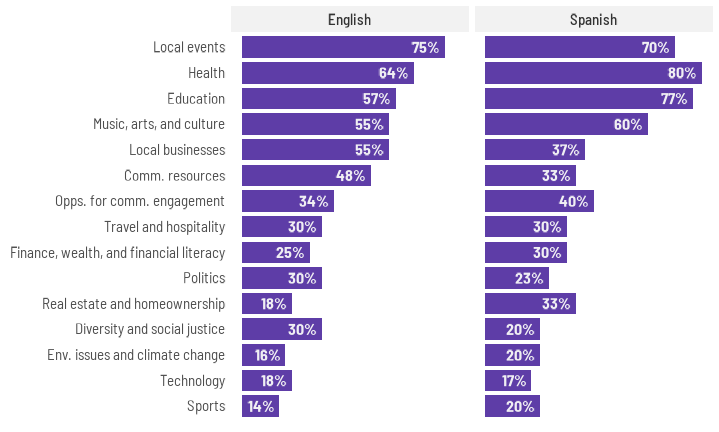 English Spanish
Local events 75% 70%
Health 64% 80%
Education 57% 77%
Music, arts, and culture 55% 60%
Local businesses 55% 37%
Comm. resources 48% 33%
Opps. for comm. engagement 34% 40%
Travel and hospitality 30% 30%
Finance, wealth, and financial literacy 25% 30%
Politics 30% 23%
Real estate and homeownership 18% 33%
Diversity and social justice 30% 20%
Env. issues and climate change 16% 20%
Technology 18% 17%
Sports 14% 20%